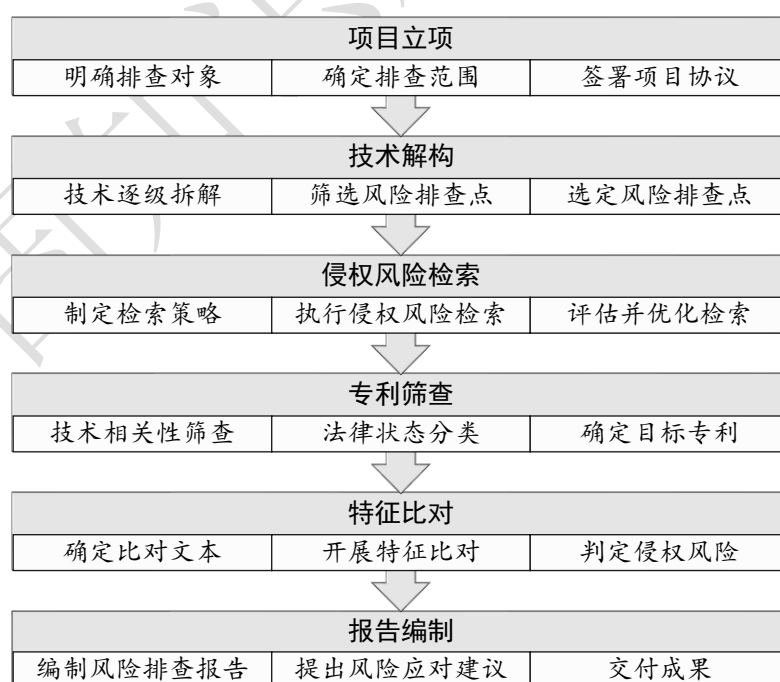 项目立项
明确排查对象 确定排查范围 签署项目协议
技术解构
技术逐级拆解 筛选风险排查点 选定风险排查点
侵权风险检索
制定检索策略 执行侵权风险检索 评估并优化检索
专利筛查
技术相关性筛查 法律状态分类 确定目标专利
特征比对
确定比对文本 开展特征比对 判定侵权风险
报告编制
编制风险排查报告 提出风险应对建议 交付成果